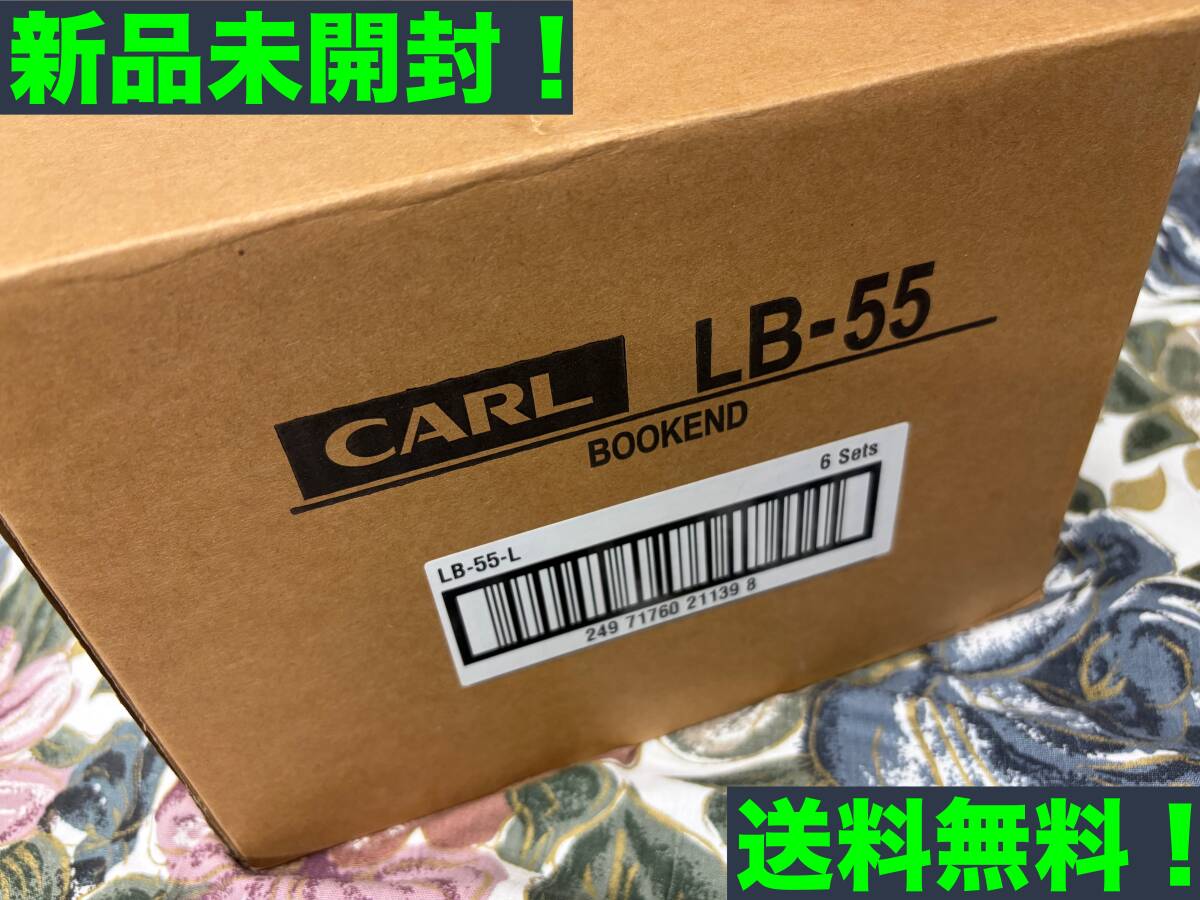 新品未開封！
CARL LB-55
BOOKEND
6 Sets
LB-55-L
249 71760 21139 8
送料無料！